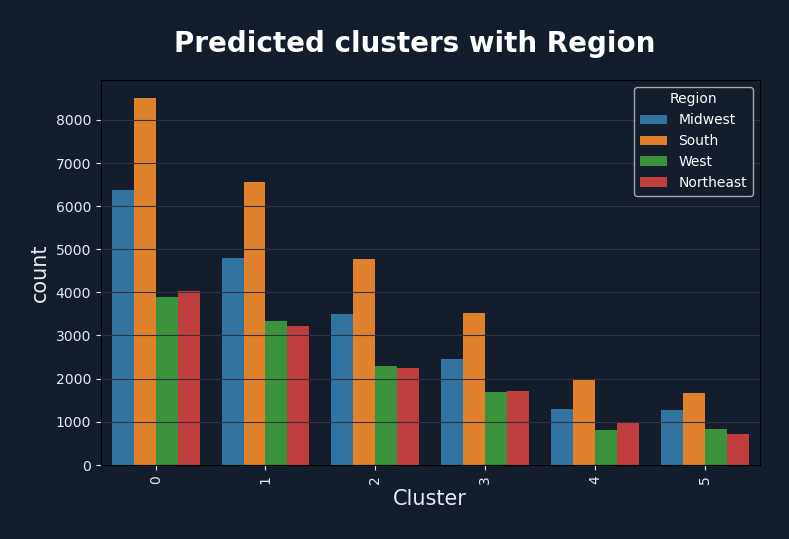 Predicted clusters with Region
Region
Midwest
South
West
Northeast
8000
7000
6000
5000
4000
3000
2000
1000
0
count
0
1
2
3
4
5
Cluster